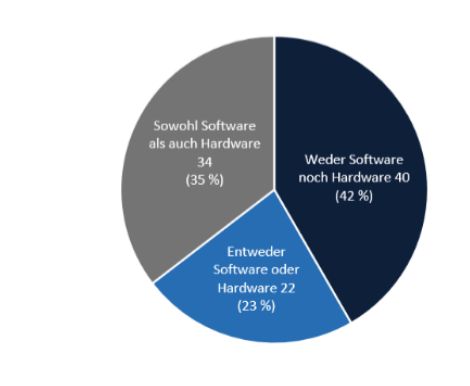 Sowohl Software
als auch Hardware
34
(35 %)
Weder Software
noch Hardware 40
(42 %)
Entweder
Software oder
Hardware 22
(23 %)